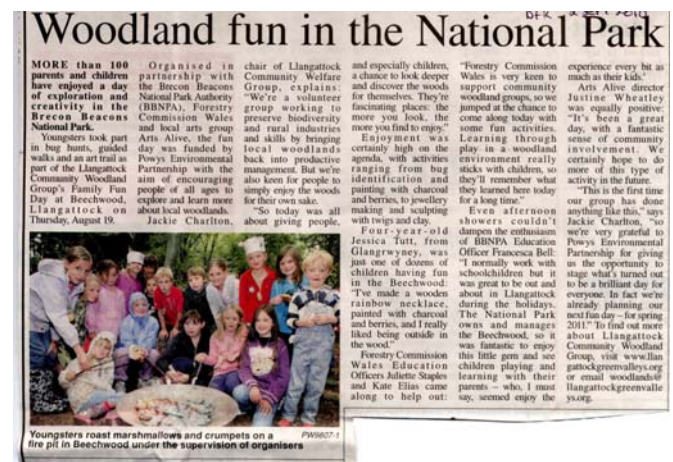 Woodland fun in the National Park
MORE than 100
parents and children
have enjoyed a day
of exploration and
creativity in the
Brecon Beacons
National Park.
Youngsters took part
in bug hunts, guided
walks and an art trail as
part of the Llangattock
Community Woodland
Group's Family Fun
Day at Beechwood,
Llangattock on
Thursday, August 19.
Organised in
partnership with
the Brecon Beacons
National Park Authority
(BBNPA), Forestry
Commission Wales
and local arts group
Arts Alive, the fun
day was funded by
Powys Environmental
Partnership with the
aim of encouraging
people of all ages to
explore and learn more
about local woodlands.
Jackie Charlton,
chair of Llangattock
Community Welfare
Group, explains:
"We're a volunteer
group working to
preserve biodiversity
and rural industries
and skills by bringing
local woodlands
back into productive
management. But we're
also keen for people to
simply enjoy the woods
for their own sake.
"So today was all
about giving people,
and especially children,
a chance to look deeper
and discover the woods
for themselves. They're
fascinating places: the
more you look, the
more you find to enjoy."
Enjoyment was
certainly high on the
agenda, with activities
ranging from bug
identification and
painting with charcoal
and berries, to jewellery
making and sculpting
with twigs and clay.
Four-year-old
Jessica Tutt, from
Glangrwyney, was
just one of dozens of
children having fun
in the Beechwood:
"I've made a wooden
rainbow necklace,
painted with charcoal
and berries, and I really
liked being outside in
the wood."
Forestry Commission
Wales Education
Officers Juliette Staples
and Kate Elias came
along to help out:
"Forestry Commission
Wales is very keen to
support community
woodland groups, so we
jumped at the chance to
come along today with
some fun activities.
Learning through
play in a woodland
environment really
sticks with children, so
they'll remember what
they learned here today
for a long time."
Even afternoon
showers couldn't
dampen the enthusiasm
of BBNPA Education
Officer Francesca Bell:
"I normally work with
schoolchildren but it
was great to be out and
about in Llangattock
during the holidays.
The National Park
owns and manages
the Beechwood, so it
was fantastic to enjoy
this little gem and see
children playing and
learning with their
parents – who, I must
say, seemed enjoy the
experience every bit as
much as their kids."
Arts Alive director
Justine Wheatley
was equally positive:
"It's been a great
day, with a fantastic
sense of community
involvement. We
certainly hope to do
more of this type of
activity in the future.
"This is the first time
our group has done
anything like this," says
Jackie Charlton, "so
we're very grateful to
Powys Environmental
Partnership for giving
us the opportunity to
stage what's turned out
to be a brilliant day for
everyone. In fact we're
already planning our
next fun day – for spring
2011." To find out more
about Llangattock
Community Woodland
Group, visit www.llan
gattockgreenvalleys.org
or email woodlands@
llangattockgreenvalle
ys.org.
Youngsters roast marshmallows and crumpets on a
fire pit in Beechwood under the supervision of organisers
PW9607-1